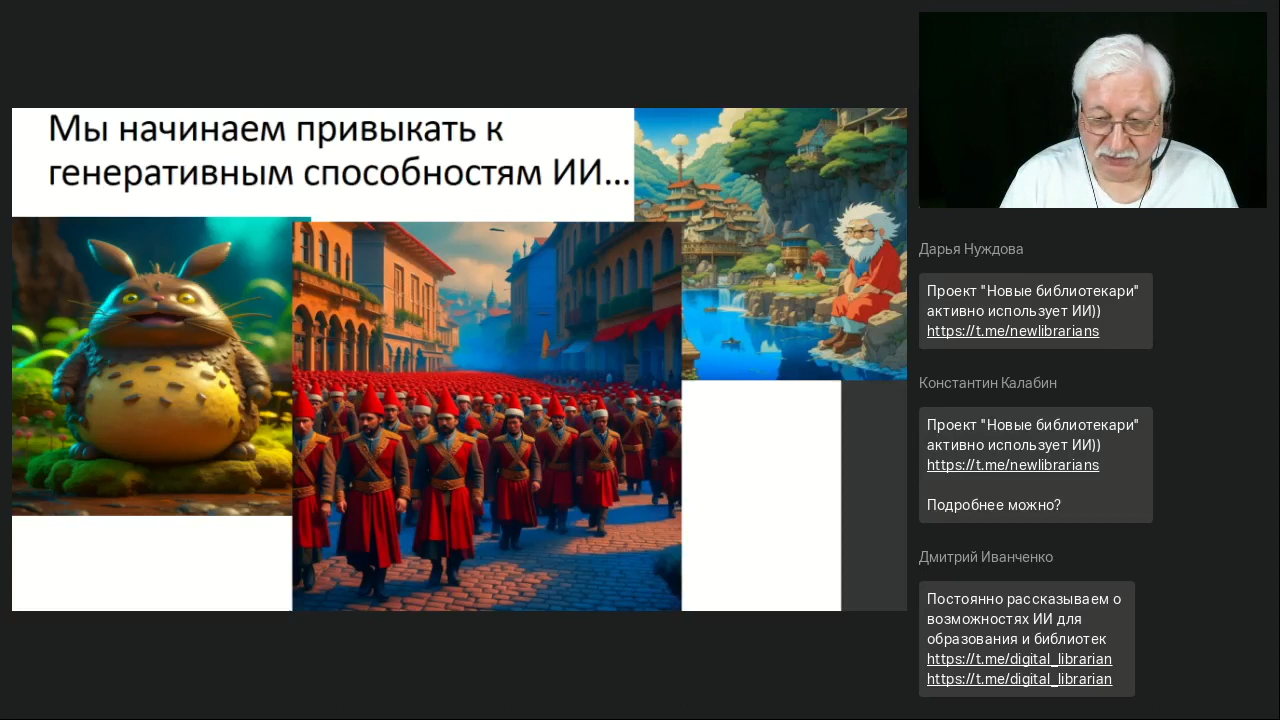 Мы начинаем привыкать к
генеративным способностям ИИ...
Дарья Нуждова
Проект "Новые библиотекари"
активно использует ИИ))
https://t.me/newlibrarians
Константин Калабин
Проект "Новые библиотекари"
активно использует ИИ))
https://t.me/newlibrarians
Подробнее можно?
Дмитрий Иванченко
Постоянно рассказываем о
возможностях ИИ для
образования и библиотек
https://t.me/digital_librarian
https://t.me/digital_librarian